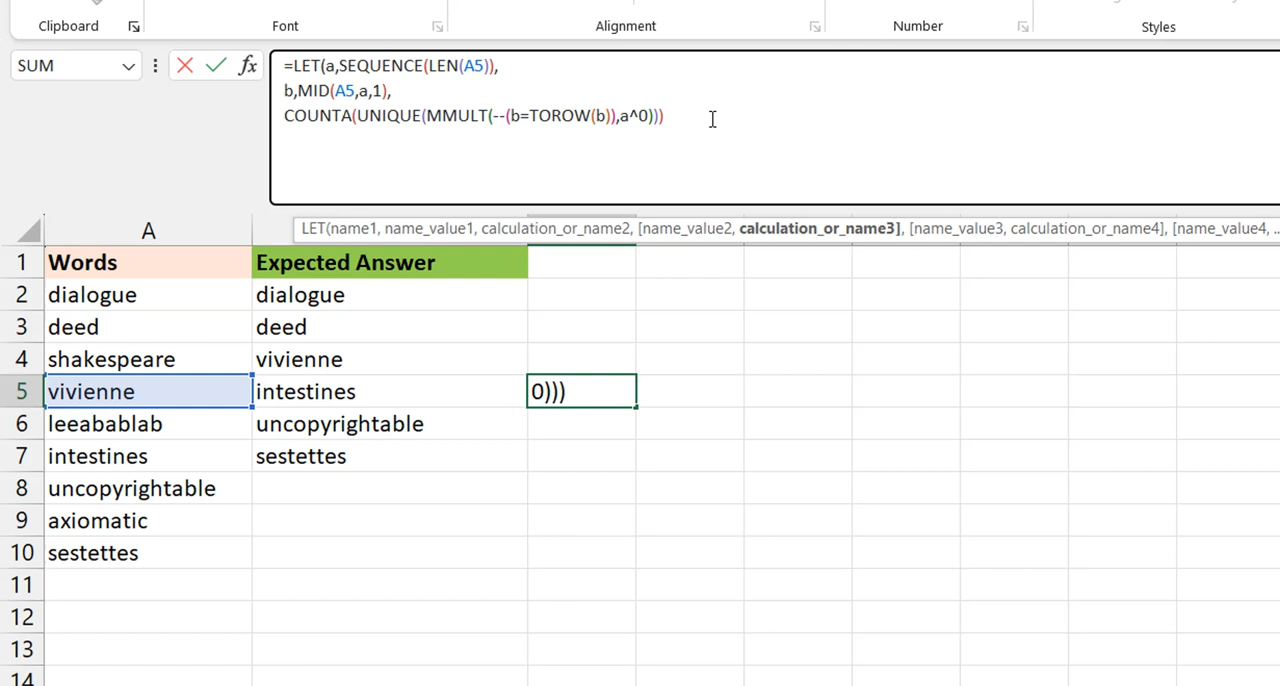 Clipboard Font Alignment Number Styles
SUM fx =LET(a,SEQUENCE(LEN(A5)),
b,MID(A5,a,1),
COUNTA(UNIQUE(MMULT(--(b=TOROW(b)),a^0)))
LET(name1, name_value1, calculation_or_name2, [name_value2, calculation_or_name3], [name_value3, calculation_or_name4], [name_value4, ...
A
1 Words Expected Answer
2 dialogue dialogue
3 deed deed
4 shakespeare vivienne
5 vivienne intestines 0)))
6 leeabablab uncopyrightable
7 intestines sestettes
8 uncopyrightable
9 axiomatic
10 sestettes
11
12
13
14